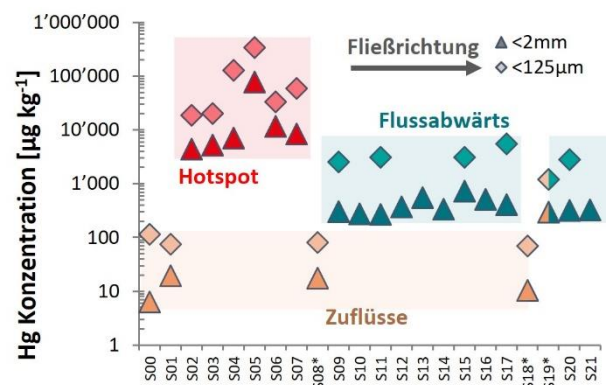 Hg Konzentration [µg kg⁻¹]
1'000'000
100'000
10'000
1'000
100
10
1
Fließrichtung
<2mm
<125µm
Hotspot
Flussabwärts
Zuflüsse
S00
S01
S02
S03
S04
S05
S06
S07
S08*
S09
S10
S11
S12
S13
S14
S15
S16
S17
S18*
S19*
S20
S21